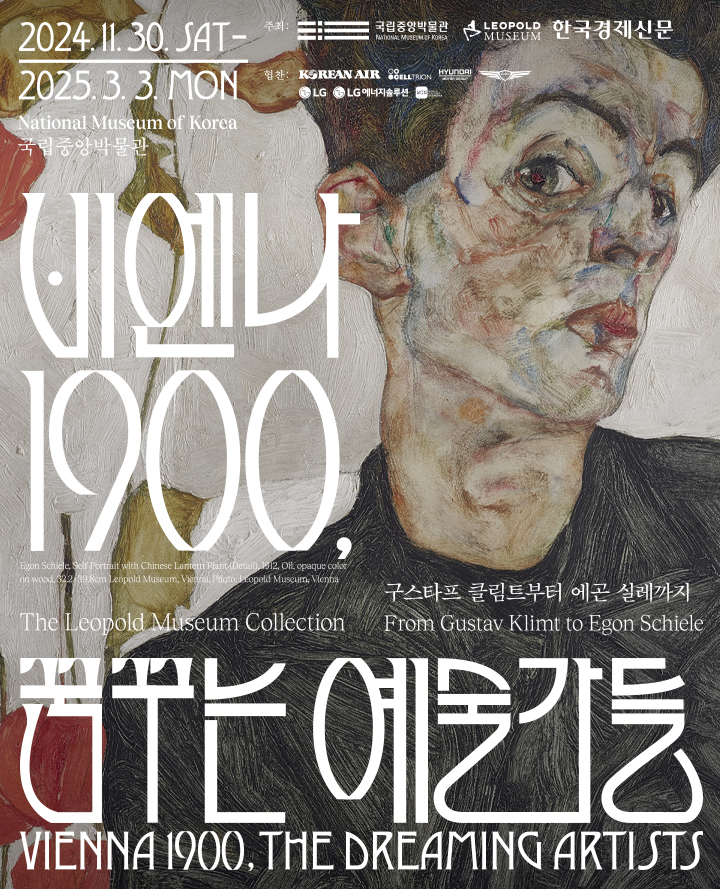 2024. 11. 30. SAT–
2025. 3. 3. MON
National Museum of Korea
국립중앙박물관
주최:
국립중앙박물관
NATIONAL MUSEUM OF KOREA
LEOPOLD
MUSEUM
한국경제신문
협찬:
KOREAN AIR
CELLTRION
HYUNDAI
LG
LG에너지솔루션
비엔나
1900,
Egon Schiele, Self-Portrait with Chinese Lantern Plant (Detail), 1912, Oil, opaque color
on wood, 32.2×39.8cm Leopold Museum, Vienna, Photo: Leopold Museum, Vienna
The Leopold Museum Collection
구스타프 클림트부터 에곤 실레까지
From Gustav Klimt to Egon Schiele
꿈꾸는 예술가들
VIENNA 1900, THE DREAMING ARTISTS